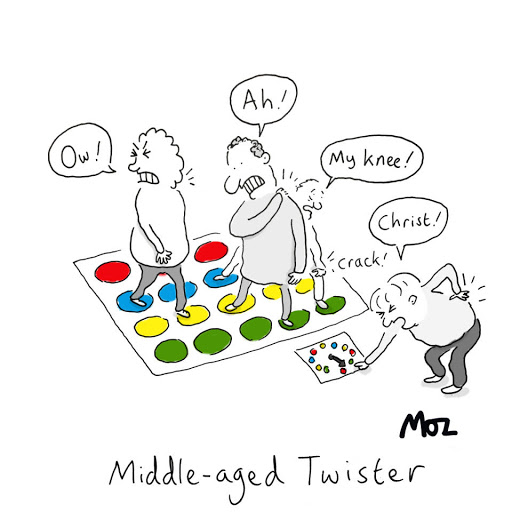 Ah!
Ow!
My knee!
Christ!
crack!
Moz
Middle-aged Twister